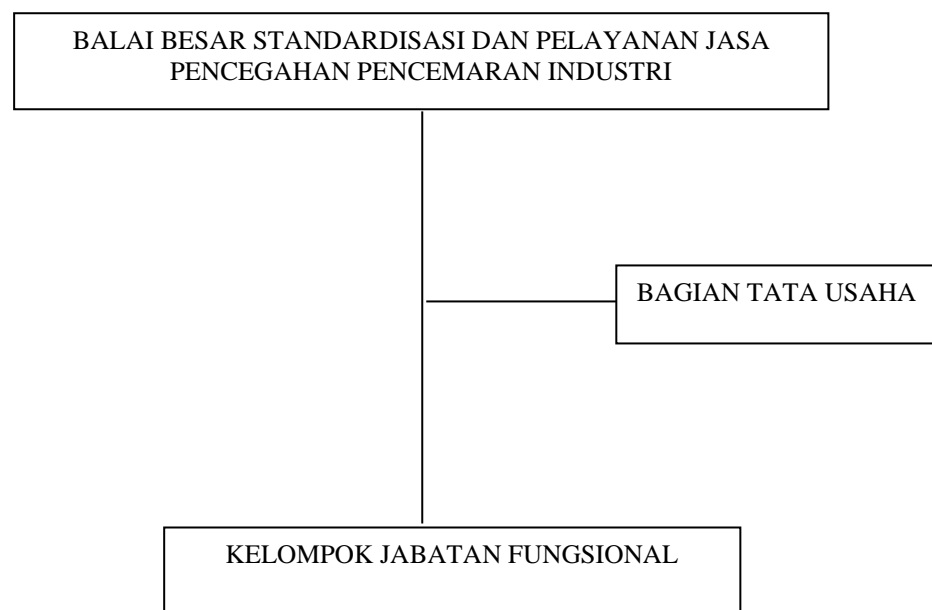 BALAI BESAR STANDARDISASI DAN PELAYANAN JASA
PENCEGAHAN PENCEMARAN INDUSTRI
BAGIAN TATA USAHA
KELOMPOK JABATAN FUNGSIONAL